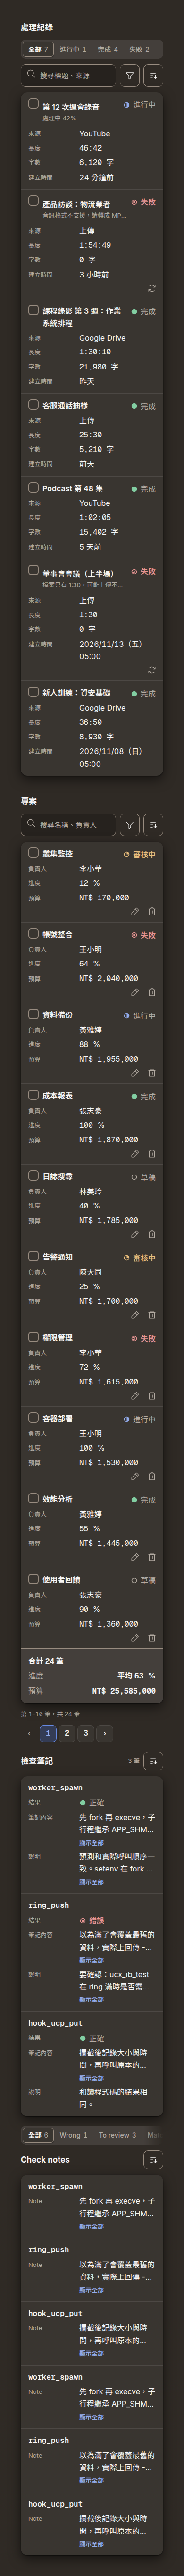 處理紀錄
全部 7 進行中 1 完成 4 失敗 2
搜尋標題、來源
第 12 次週會錄音 進行中
處理中 42%
來源 YouTube
長度 46:42
字數 6,120 字
建立時間 24 分鐘前
產品訪談：物流業者 失敗
音訊格式不支援，請轉成 MP...
來源 上傳
長度 1:54:49
字數 0 字
建立時間 3 小時前
課程錄影 第 3 週：作業 完成
系統排程
來源 Google Drive
長度 1:30:10
字數 21,980 字
建立時間 昨天
客服通話抽樣 完成
來源 上傳
長度 25:30
字數 5,210 字
建立時間 前天
Podcast 第 48 集 完成
來源 YouTube
長度 1:02:05
字數 15,402 字
建立時間 5 天前
董事會會議（上半場） 失敗
檔案只有 1:30，可能上傳不...
來源 上傳
長度 1:30
字數 0 字
建立時間 2026/11/13（五）
05:00
新人訓練：資安基礎 完成
來源 Google Drive
長度 36:50
字數 8,930 字
建立時間 2026/11/08（日）
05:00
專案
搜尋名稱、負責人
叢集監控 審核中
負責人 李小華
進度 12 %
預算 NT$ 170,000
帳號整合 失敗
負責人 王小明
進度 64 %
預算 NT$ 2,040,000
資料備份 進行中
負責人 黃雅婷
進度 88 %
預算 NT$ 1,955,000
成本報表 完成
負責人 張志豪
進度 100 %
預算 NT$ 1,870,000
日誌搜尋 草稿
負責人 林美玲
進度 40 %
預算 NT$ 1,785,000
告警通知 審核中
負責人 陳大同
進度 25 %
預算 NT$ 1,700,000
權限管理 失敗
負責人 李小華
進度 72 %
預算 NT$ 1,615,000
容器部署 進行中
負責人 王小明
進度 100 %
預算 NT$ 1,530,000
效能分析 完成
負責人 黃雅婷
進度 55 %
預算 NT$ 1,445,000
使用者回饋 草稿
負責人 張志豪
進度 90 %
預算 NT$ 1,360,000
合計 24 筆
進度 平均 63 %
預算 NT$ 25,585,000
第 1–10 筆，共 24 筆
‹ 1 2 3 ›
檢查筆記 3 筆
worker_spawn
結果 正確
筆記內容 先 fork 再 execve，子
行程繼承 APP_SHM...
顯示全部
說明 預測和實際呼叫順序一
致。setenv 在 fork ...
顯示全部
ring_push
結果 錯誤
筆記內容 以為滿了會覆蓋最舊的
資料，實際上回傳 -...
顯示全部
說明 要確認：ucx_ib_test
在 ring 滿時是否需...
顯示全部
hook_ucp_put
結果 正確
筆記內容 攔截後記錄大小與時
間，再呼叫原本的...
顯示全部
說明 和讀程式碼的結果相
同。
全部 6 Wrong 1 To review 3
Check notes
worker_spawn
Note 先 fork 再 execve，子
行程繼承 APP_SHM...
顯示全部
ring_push
Note 以為滿了會覆蓋最舊的
資料，實際上回傳 -...
顯示全部
hook_ucp_put
Note 攔截後記錄大小與時
間，再呼叫原本的...
顯示全部
worker_spawn
Note 先 fork 再 execve，子
行程繼承 APP_SHM...
顯示全部
ring_push
Note 以為滿了會覆蓋最舊的
資料，實際上回傳 -...
顯示全部
hook_ucp_put
Note 攔截後記錄大小與時
間，再呼叫原本的...
顯示全部